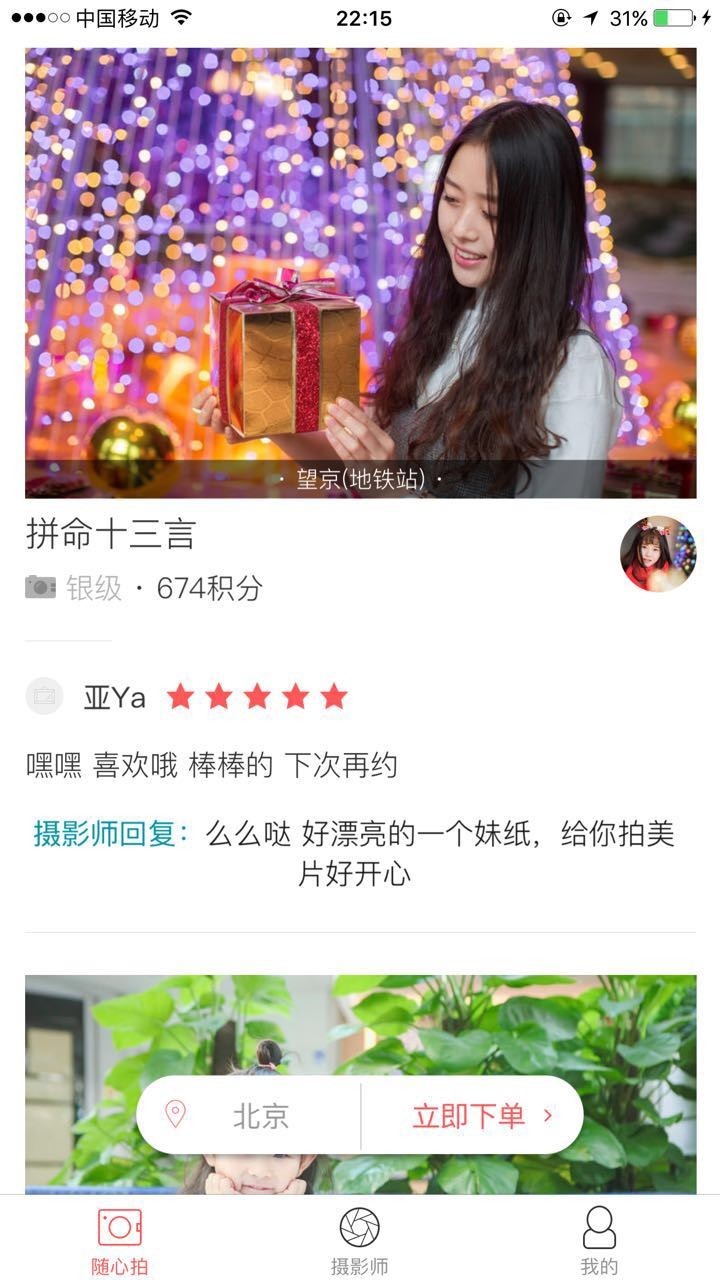 中国移动 22:15 31%
· 望京(地铁站) ·
拼命十三言
银级 · 674积分
亚Ya
嘿嘿 喜欢哦 棒棒的 下次再约
摄影师回复：么么哒 好漂亮的一个妹纸，给你拍美
片好开心
北京 立即下单 >
随心拍 摄影师 我的